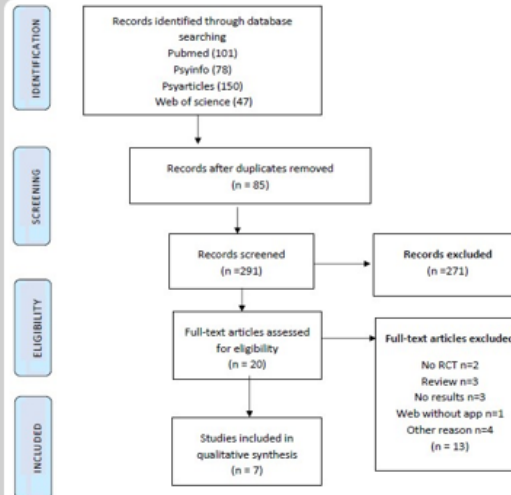 IDENTIFICATION
Records identified through database
searching
Pubmed (101)
Psyinfo (78)
Psyarticles (150)
Web of science (47)
SCREENING
Records after duplicates removed
(n = 85)
Records screened
(n =291)
Records excluded
(n =271)
ELIGIBILITY
Full-text articles assessed
for eligibility
(n = 20)
Full-text articles excluded
No RCT n=2
Review n=3
No results n=3
Web without app n=1
Other reason n=4
(n = 13)
INCLUDED
Studies included in
qualitative synthesis
(n = 7)